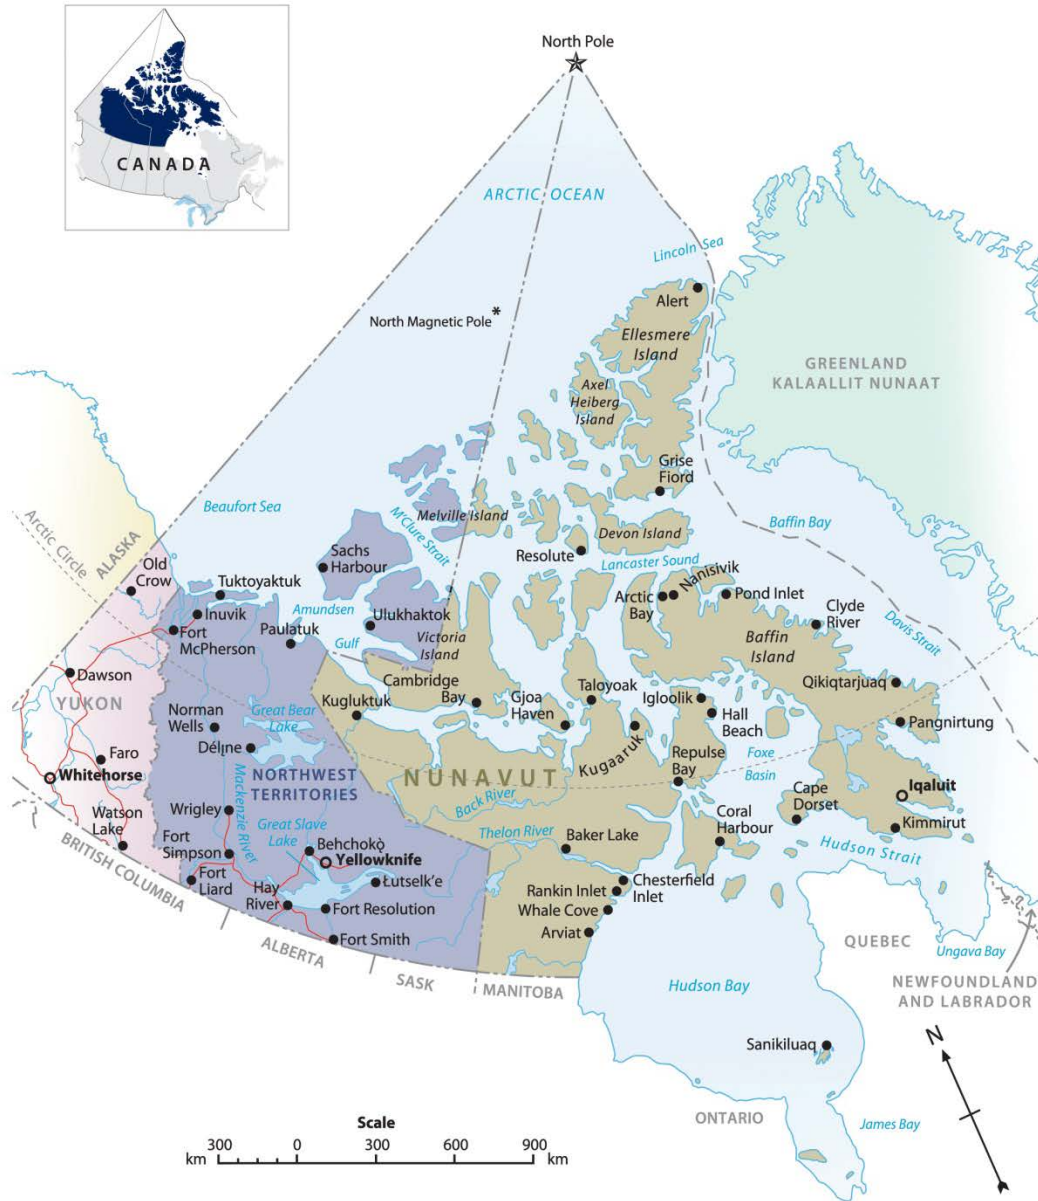 CANADA
North Pole
ARCTIC OCEAN
Lincoln Sea
Alert
North Magnetic Pole *
Ellesmere
Island
GREENLAND
KALAALLIT NUNAAT
Axel
Heiberg
Island
Grise
Fiord
Beaufort Sea
Melville Island
M'Clure Strait
Devon Island
Baffin Bay
Arctic Circle
ALASKA
Sachs
Harbour
Resolute
Lancaster Sound
Old
Crow
Tuktoyaktuk
Nanisivik
Amundsen
Gulf
Ulukhaktok
Arctic
Bay
Pond Inlet
Inuvik
Clyde
River
Davis Strait
Fort
McPherson
Paulatuk
Victoria
Island
Baffin
Island
Dawson
Cambridge
Bay
Taloyoak
Igloolik
Qikiqtarjuaq
YUKON
Kugluktuk
Gjoa
Haven
Norman
Wells
Great Bear
Lake
Hall
Beach
Pangnirtung
Kugaaruk
Délįne
Faro
Repulse
Bay
Foxe
Basin
Whitehorse
NORTHWEST
TERRITORIES
NUNAVUT
Iqaluit
Mackenzie River
Back River
Cape
Dorset
Wrigley
Watson
Lake
Great Slave
Lake
Thelon River
Baker Lake
Coral
Harbour
Kimmirut
BRITISH COLUMBIA
Fort
Simpson
Behchokò
Yellowknife
Hudson Strait
Fort
Liard
Hay
River
Łutselk'e
Chesterfield
Inlet
Rankin Inlet
Fort Resolution
Whale Cove
Arviat
Fort Smith
QUEBEC
Ungava Bay
ALBERTA
SASK
MANITOBA
Hudson Bay
NEWFOUNDLAND
AND LABRADOR
N
Sanikiluaq
ONTARIO
James Bay
Scale
300 0 300 600 900
km km